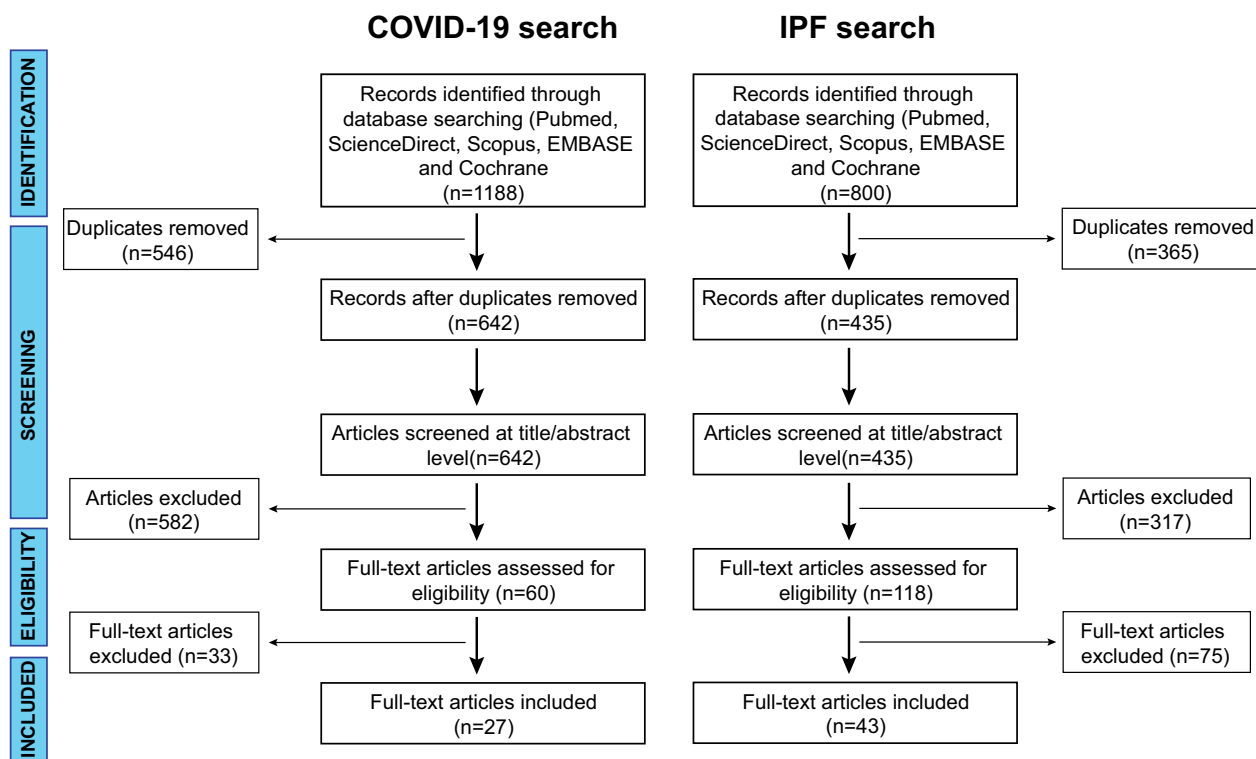 COVID-19 search
IPF search
IDENTIFICATION
Records identified through
database searching (Pubmed,
ScienceDirect, Scopus, EMBASE
and Cochrane
(n=1188)
Records identified through
database searching (Pubmed,
ScienceDirect, Scopus, EMBASE
and Cochrane
(n=800)
Duplicates removed
(n=546)
Duplicates removed
(n=365)
SCREENING
Records after duplicates removed
(n=642)
Records after duplicates removed
(n=435)
Articles screened at title/abstract
level(n=642)
Articles screened at title/abstract
level(n=435)
Articles excluded
(n=582)
Articles excluded
(n=317)
ELIGIBILITY
Full-text articles assessed for
eligibility (n=60)
Full-text articles assessed for
eligibility (n=118)
Full-text articles
excluded (n=33)
Full-text articles
excluded (n=75)
INCLUDED
Full-text articles included
(n=27)
Full-text articles included
(n=43)